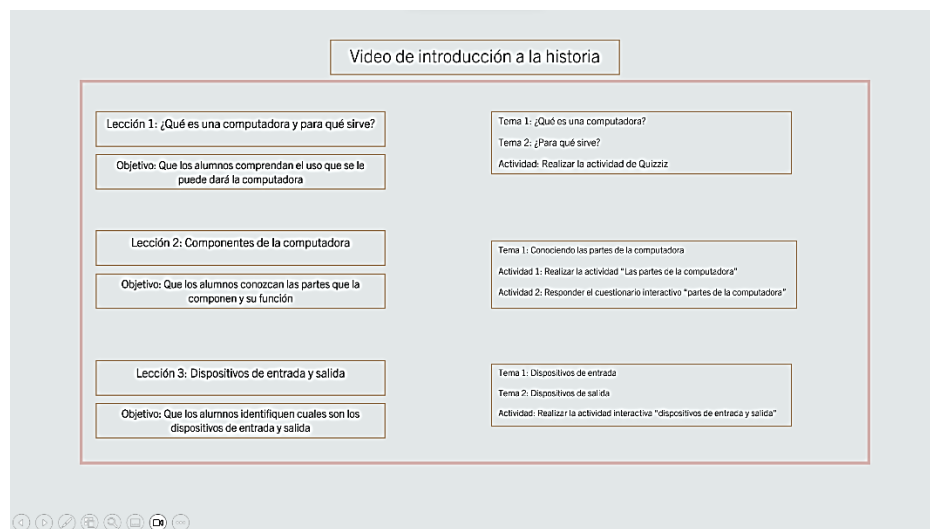 Video de introducción a la historia
Lección 1: ¿Qué es una computadora y para qué sirve?
Objetivo: Que los alumnos comprendan el uso que se le
puede dará la computadora
Tema 1: ¿Qué es una computadora?
Tema 2: ¿Para qué sirve?
Actividad: Realizar la actividad de Quizziz
Lección 2: Componentes de la computadora
Objetivo: Que los alumnos conozcan las partes que la
componen y su función
Tema 1: Conociendo las partes de la computadora
Actividad 1: Realizar la actividad "Las partes de la computadora"
Actividad 2: Responder el cuestionario interactivo "partes de la computadora"
Lección 3: Dispositivos de entrada y salida
Objetivo: Que los alumnos identifiquen cuales son los
dispositivos de entrada y salida
Tema 1: Dispositivos de entrada
Tema 2: Dispositivos de salida
Actividad: Realizar la actividad interactiva "dispositivos de entrada y salida"